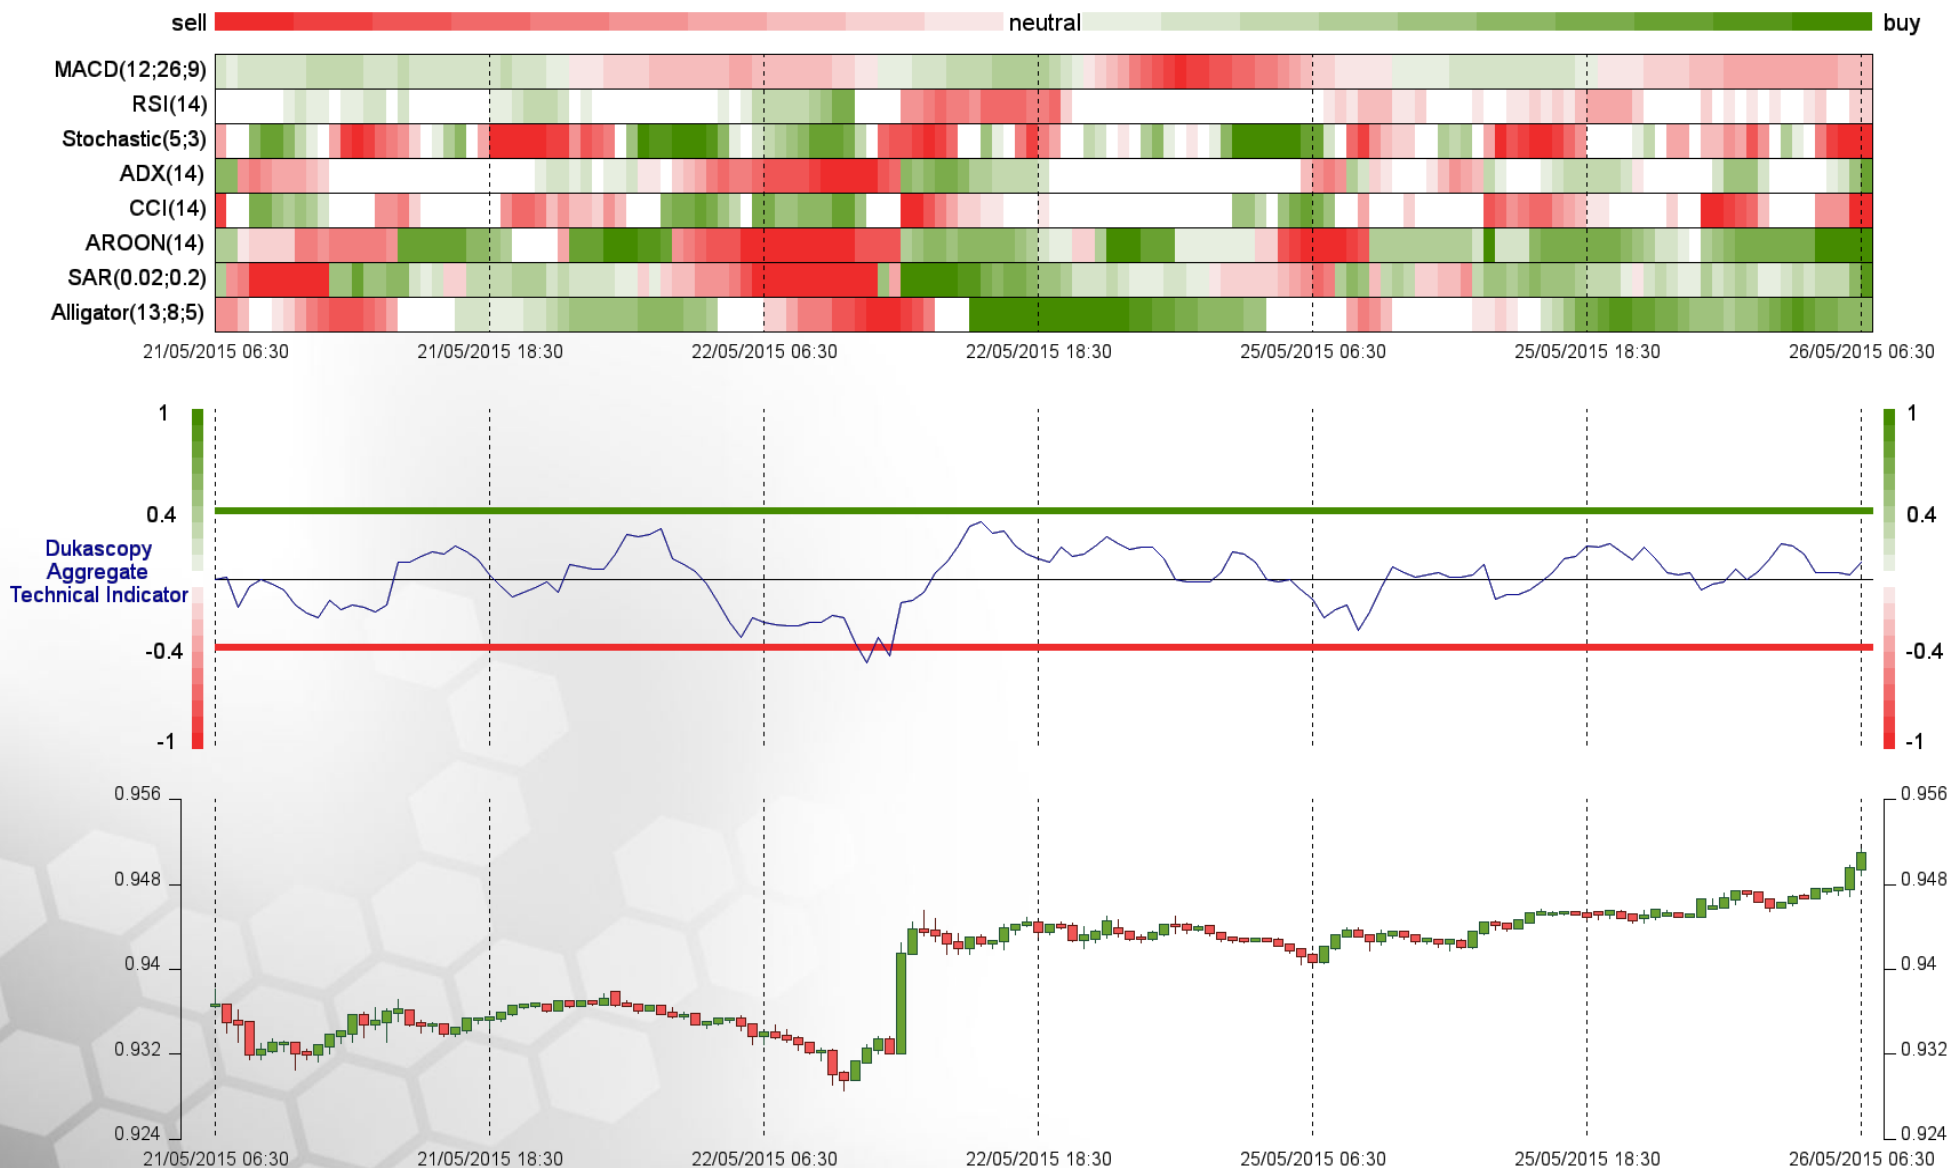 sell neutral buy
MACD(12;26;9)
RSI(14)
Stochastic(5;3)
ADX(14)
CCI(14)
AROON(14)
SAR(0.02;0.2)
Alligator(13;8;5)
21/05/2015 06:30 21/05/2015 18:30 22/05/2015 06:30 22/05/2015 18:30 25/05/2015 06:30 25/05/2015 18:30 26/05/2015 06:30
1 1
0.4 0.4
Dukascopy
Aggregate
Technical Indicator
-0.4 -0.4
-1 -1
0.956 0.956
0.948 0.948
0.94 0.94
0.932 0.932
0.924 0.924
21/05/2015 06:30 21/05/2015 18:30 22/05/2015 06:30 22/05/2015 18:30 25/05/2015 06:30 25/05/2015 18:30 26/05/2015 06:30